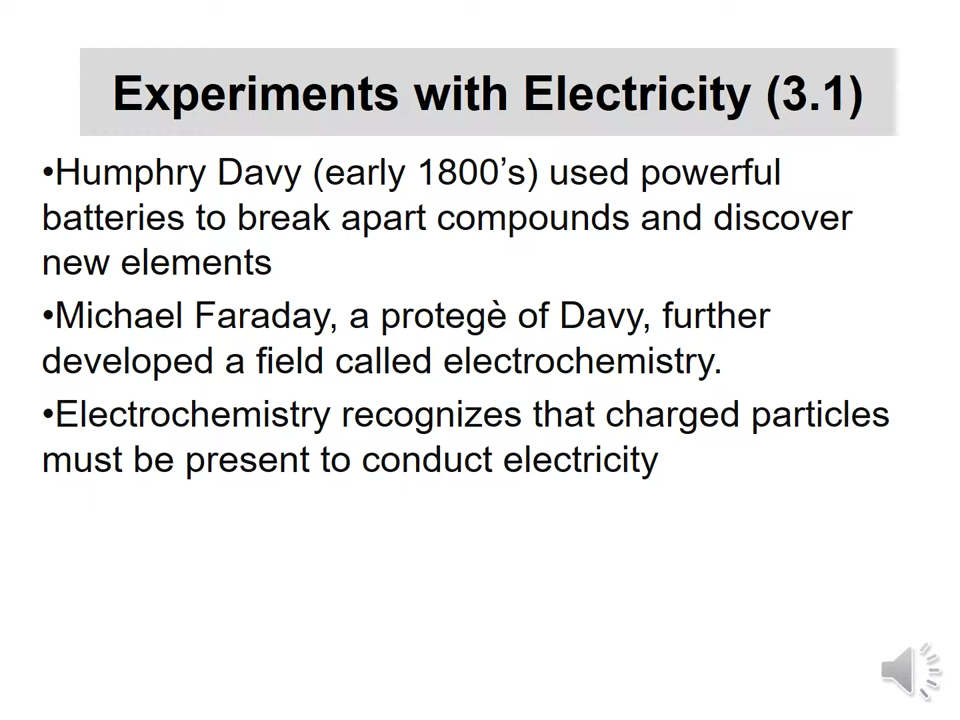 Experiments with Electricity (3.1)
•Humphry Davy (early 1800’s) used powerful
batteries to break apart compounds and discover
new elements
•Michael Faraday, a protegè of Davy, further
developed a field called electrochemistry.
•Electrochemistry recognizes that charged particles
must be present to conduct electricity